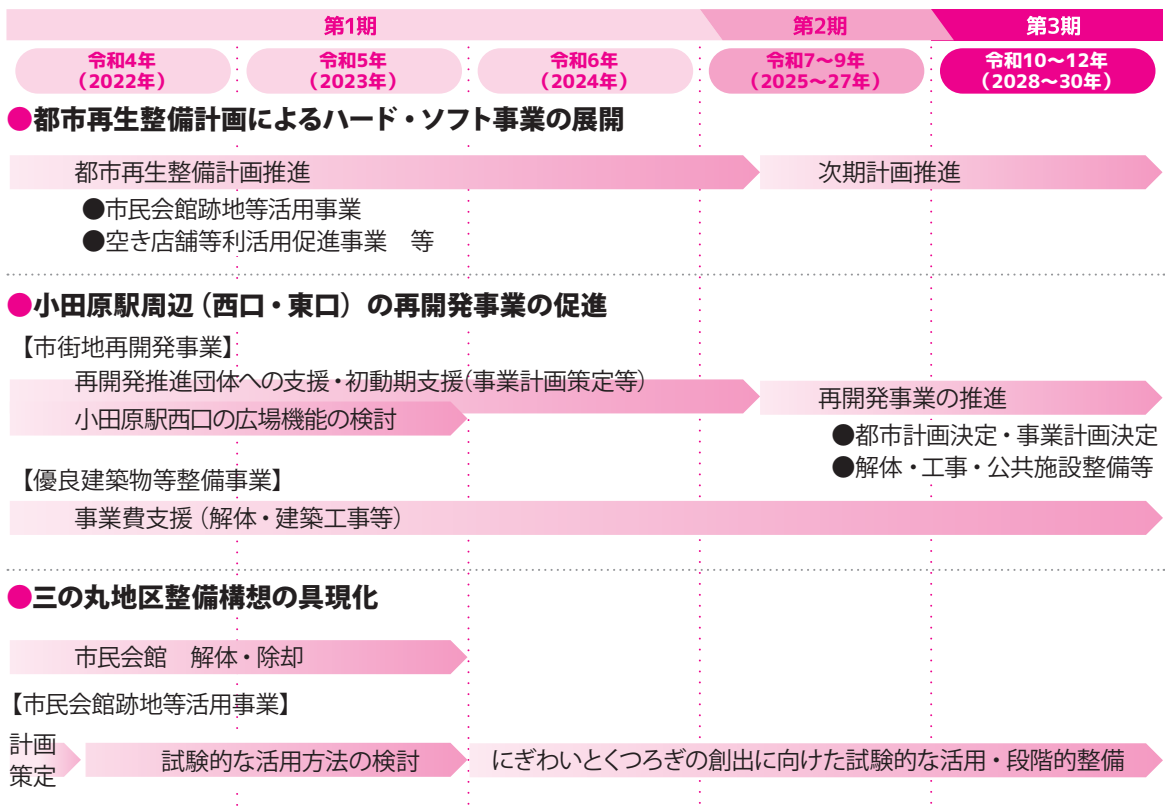 第1期
第2期
第3期
令和4年
(2022年)
令和5年
(2023年)
令和6年
(2024年)
令和7~9年
(2025~27年)
令和10~12年
(2028~30年)
●都市再生整備計画によるハード・ソフト事業の展開
都市再生整備計画推進
次期計画推進
●市民会館跡地等活用事業
●空き店舗等利活用促進事業　等
●小田原駅周辺(西口・東口)の再開発事業の促進
【市街地再開発事業】
再開発推進団体への支援・初動期支援(事業計画策定等)
小田原駅西口の広場機能の検討
再開発事業の推進
●都市計画決定・事業計画決定
●解体・工事・公共施設整備等
【優良建築物等整備事業】
事業費支援(解体・建築工事等)
●三の丸地区整備構想の具現化
市民会館　解体・除却
【市民会館跡地等活用事業】
計画
策定
試験的な活用方法の検討
にぎわいとくつろぎの創出に向けた試験的な活用・段階的整備